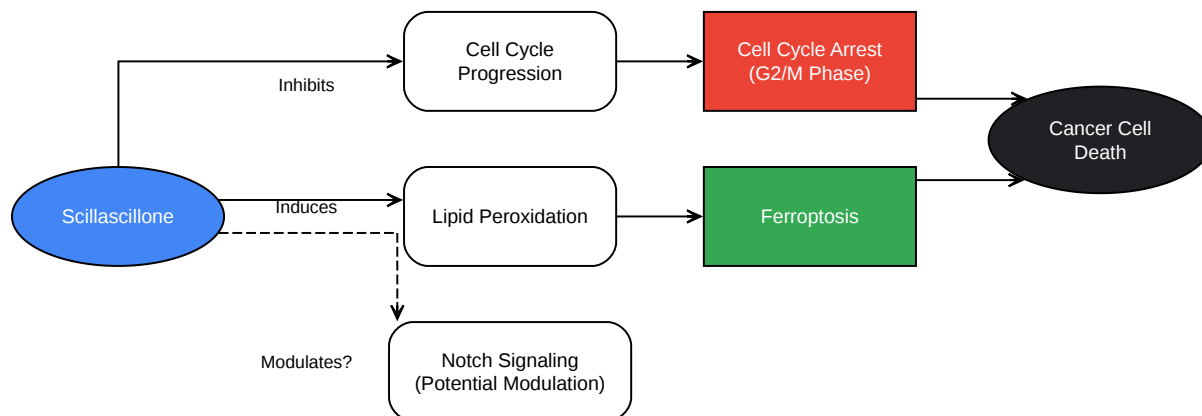 Cell Cycle
Progression
Cell Cycle Arrest
(G2/M Phase)
Inhibits
Cancer Cell
Death
Scillascillone
Induces
Lipid Peroxidation
Ferroptosis
Modulates?
Notch Signaling
(Potential Modulation)